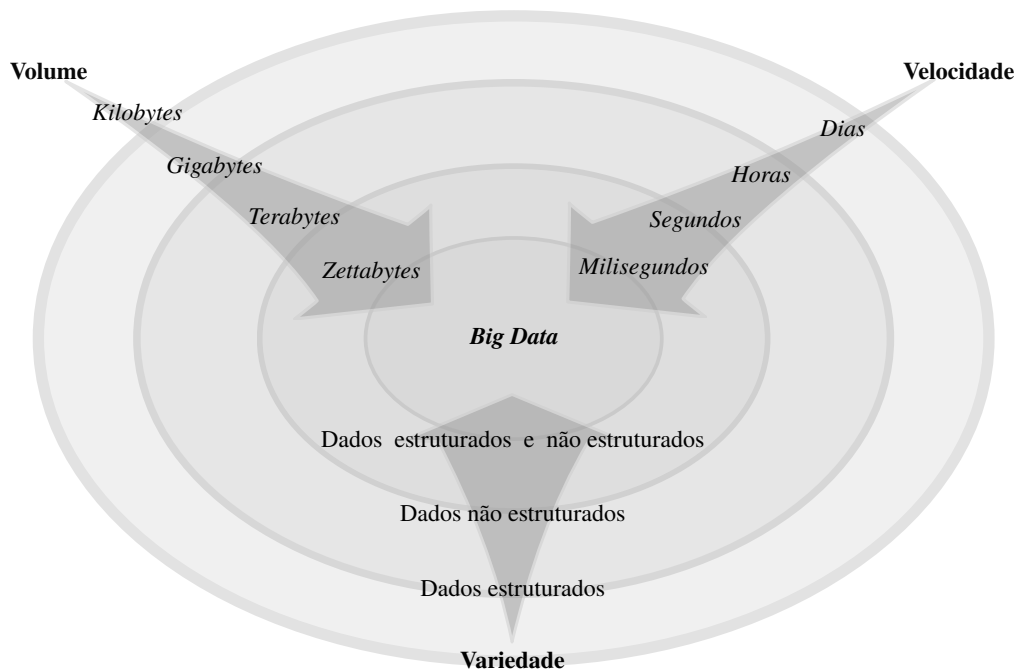 Volume
Velocidade
Kilobytes
Dias
Gigabytes
Horas
Terabytes
Segundos
Zettabytes
Milisegundos
Big Data
Dados estruturados e não estruturados
Dados não estruturados
Dados estruturados
Variedade